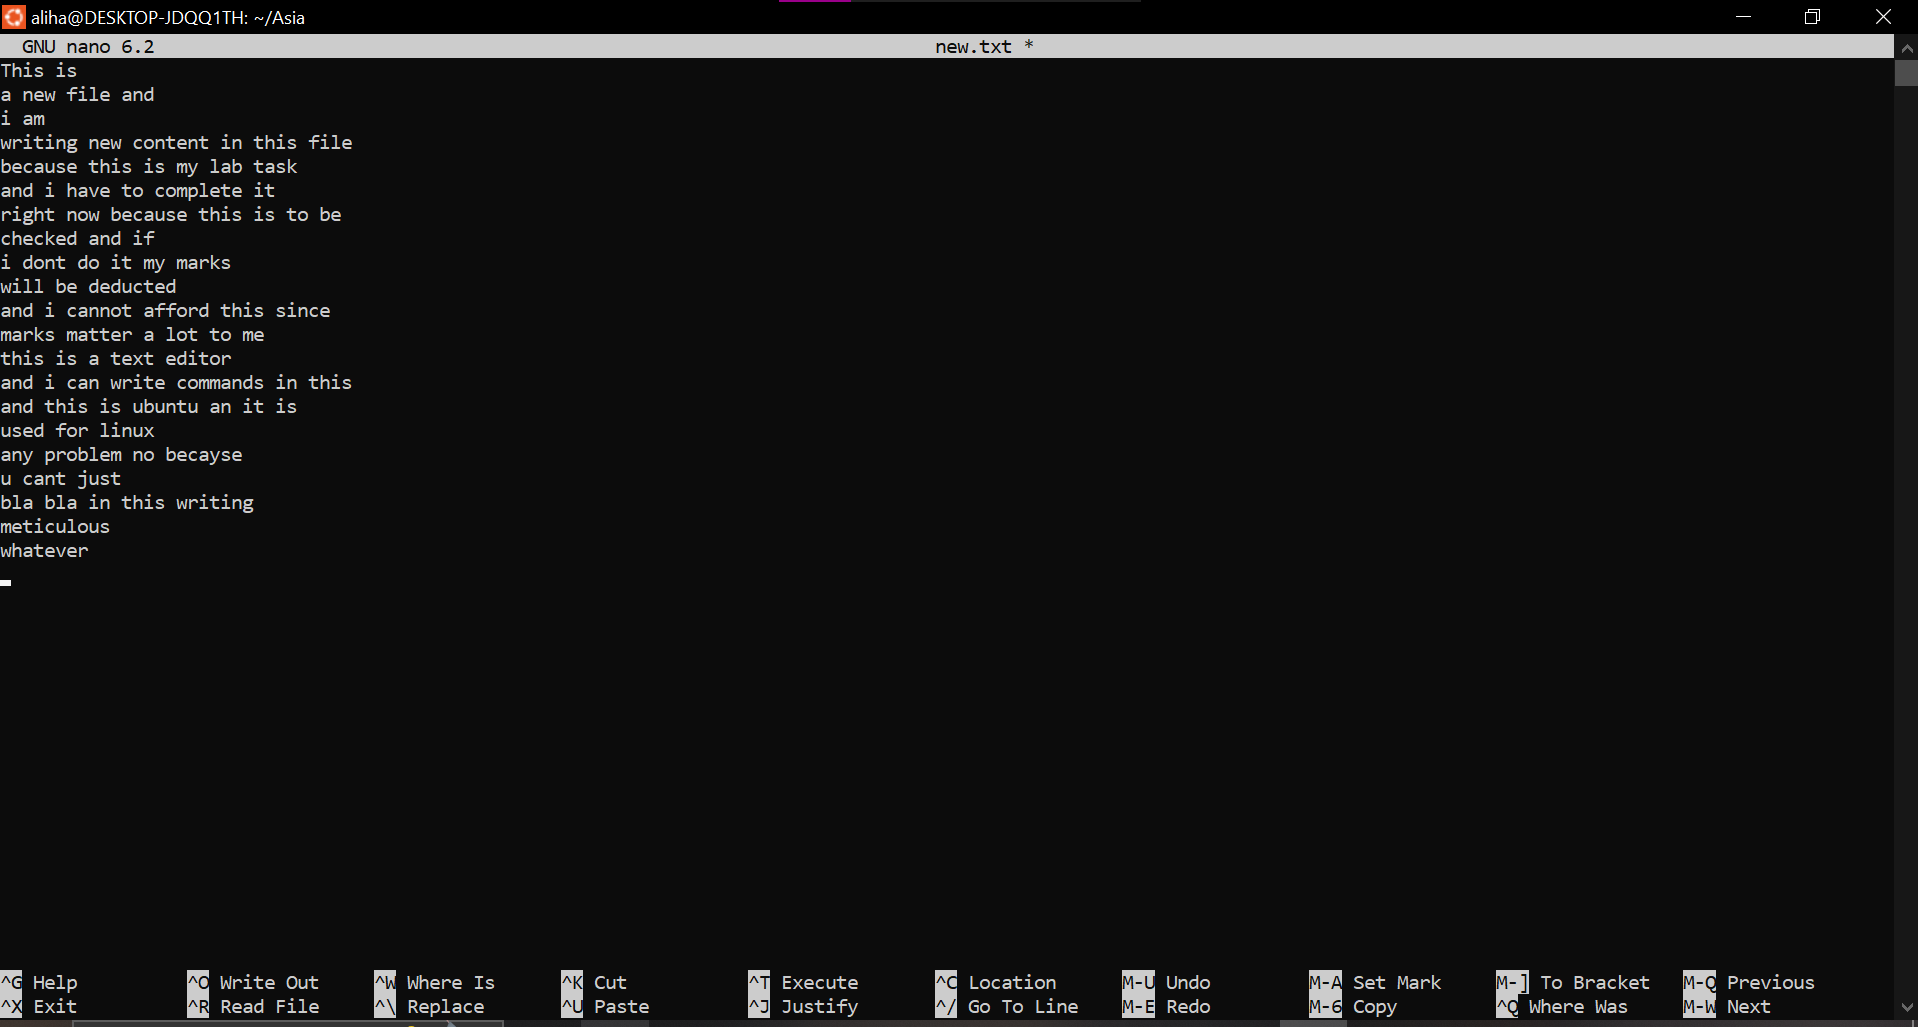 aliha@DESKTOP-JDQQ1TH: ~/Asia
GNU nano 6.2 new.txt *
This is
a new file and
i am
writing new content in this file
because this is my lab task
and i have to complete it
right now because this is to be
checked and if
i dont do it my marks
will be deducted
and i cannot afford this since
marks matter a lot to me
this is a text editor
and i can write commands in this
and this is ubuntu an it is
used for linux
any problem no becayse
u cant just
bla bla in this writing
meticulous
whatever
^G Help ^O Write Out ^W Where Is ^K Cut ^T Execute ^C Location M-U Undo M-A Set Mark M-] To Bracket M-Q Previous
^X Exit ^R Read File ^\ Replace ^U Paste ^J Justify ^/ Go To Line M-E Redo M-6 Copy ^Q Where Was M-W Next